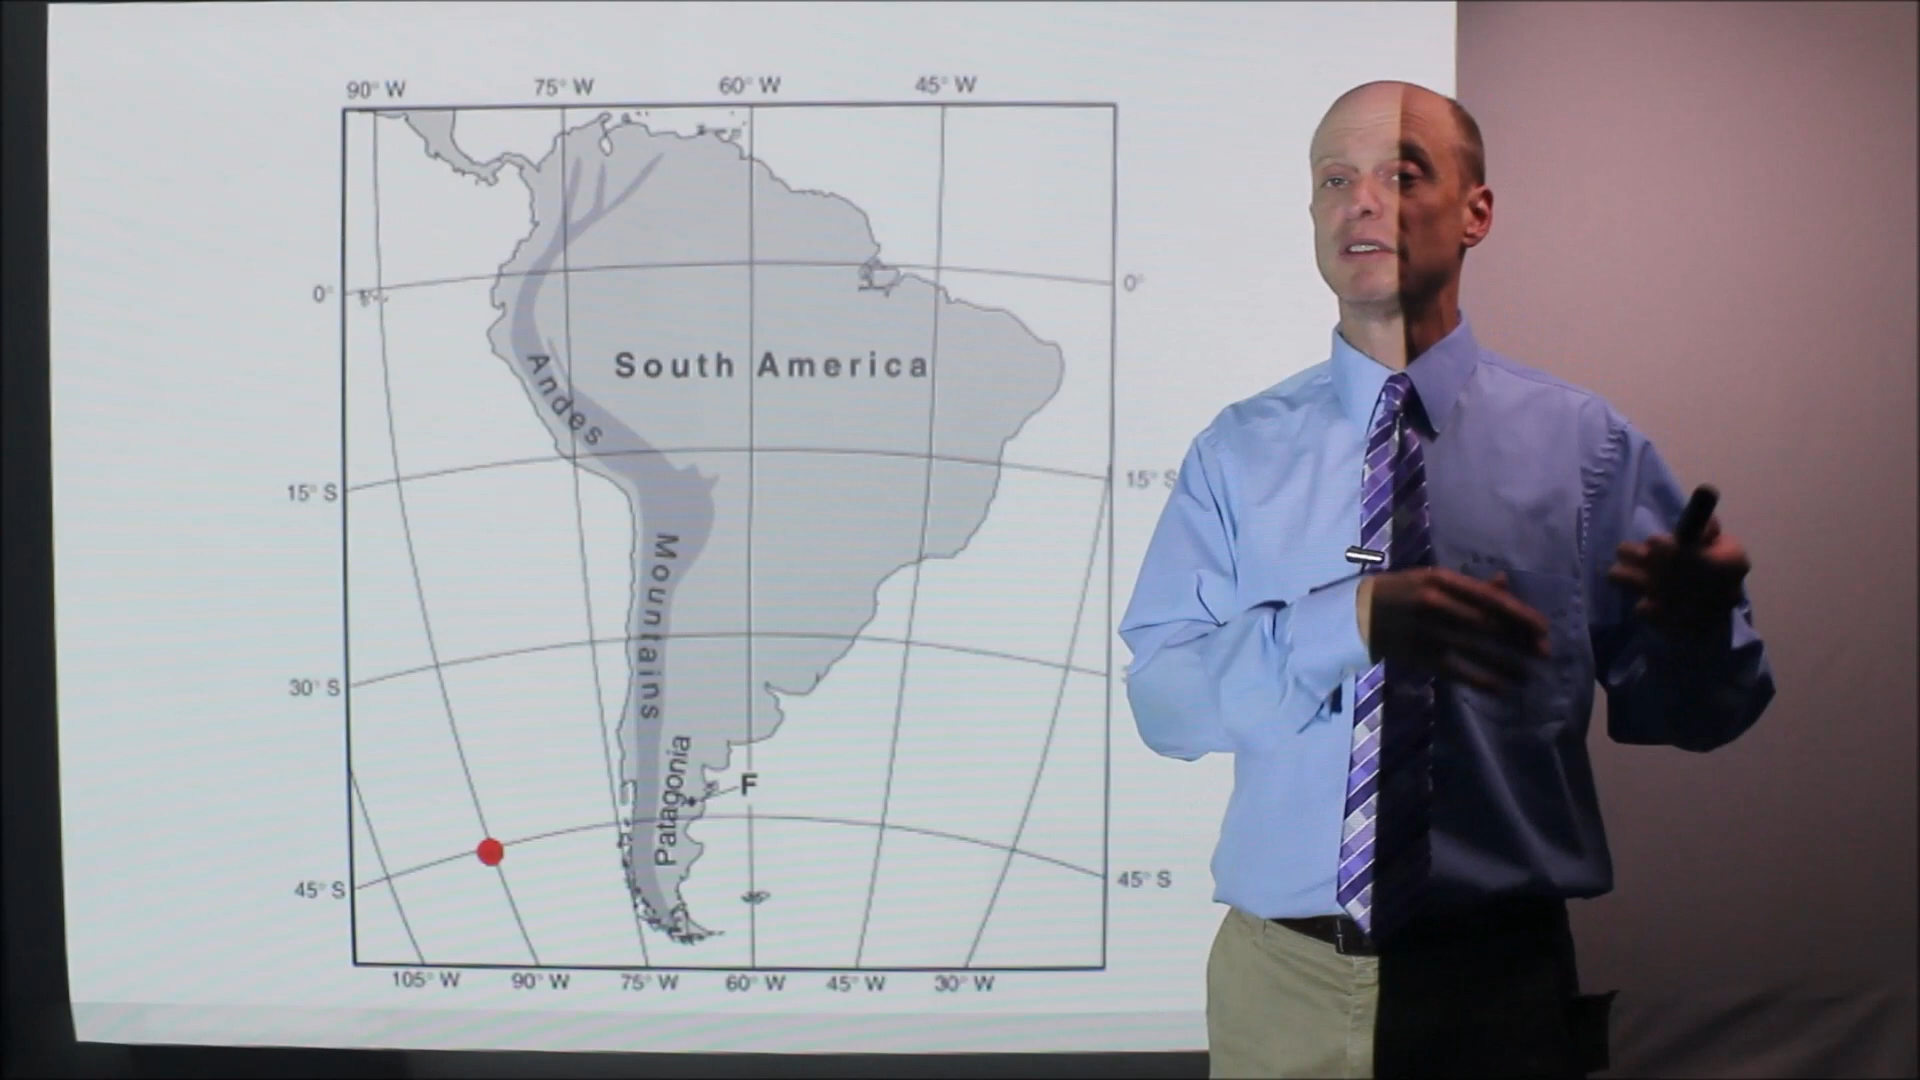 90° W 75° W 60° W 45° W
0° 0°
South America
Andes
15° S 15° S
Mountains
30° S
Patagonia
F
45° S 45° S
105° W 90° W 75° W 60° W 45° W 30° W